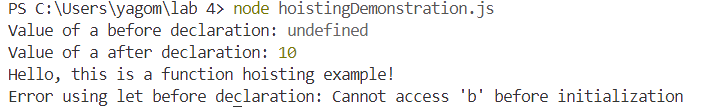 PS C:\Users\yagom\lab 4> node hoistingDemonstration.js
Value of a before declaration: undefined
Value of a after declaration: 10
Hello, this is a function hoisting example!
Error using let before declaration: Cannot access 'b' before initialization